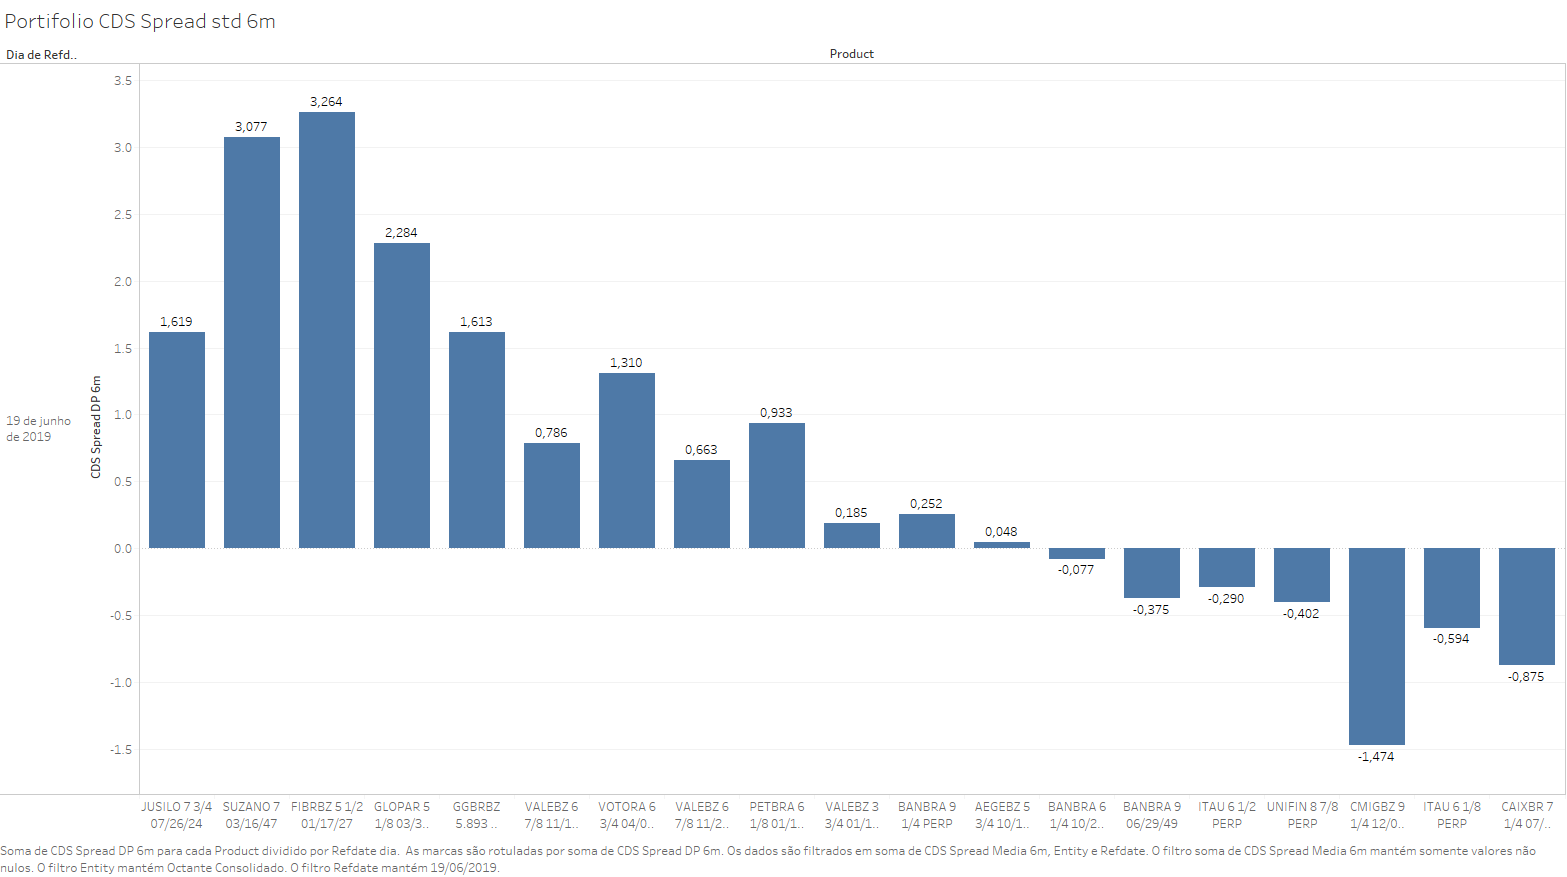 Portifolio CDS Spread std 6m
Dia de Refd..
Product
3.5
3.0
2.5
2.0
1.5
1.0
0.5
0.0
-0.5
-1.0
-1.5
CDS Spread DP 6m
19 de junho
de 2019
1,619
3,077
3,264
2,284
1,613
0,786
1,310
0,663
0,933
0,185
0,252
0,048
-0,077
-0,375
-0,290
-0,402
-1,474
-0,594
-0,875
JUSILO 7 3/4
07/26/24
SUZANO 7
03/16/47
FIBRBZ 5 1/2
01/17/27
GLOPAR 5
1/8 03/3..
GGBRBZ
5.893 ..
VALEBZ 6
7/8 11/1..
VOTORA 6
3/4 04/0..
VALEBZ 6
7/8 11/2..
PETBRA 6
1/8 01/1..
VALEBZ 3
3/4 01/1..
BANBRA 9
1/4 PERP
AEGEBZ 5
3/4 10/1..
BANBRA 6
1/4 10/2..
BANBRA 9
06/29/49
ITAU 6 1/2
PERP
UNIFIN 8 7/8
PERP
CMIGBZ 9
1/4 12/0..
ITAU 6 1/8
PERP
CAIXBR 7
1/4 07/..
Soma de CDS Spread DP 6m para cada Product dividido por Refdate dia.  As marcas são rotuladas por soma de CDS Spread DP 6m. Os dados são filtrados em soma de CDS Spread Media 6m, Entity e Refdate. O filtro soma de CDS Spread Media 6m mantém somente valores não
nulos. O filtro Entity mantém Octante Consolidado. O filtro Refdate mantém 19/06/2019.